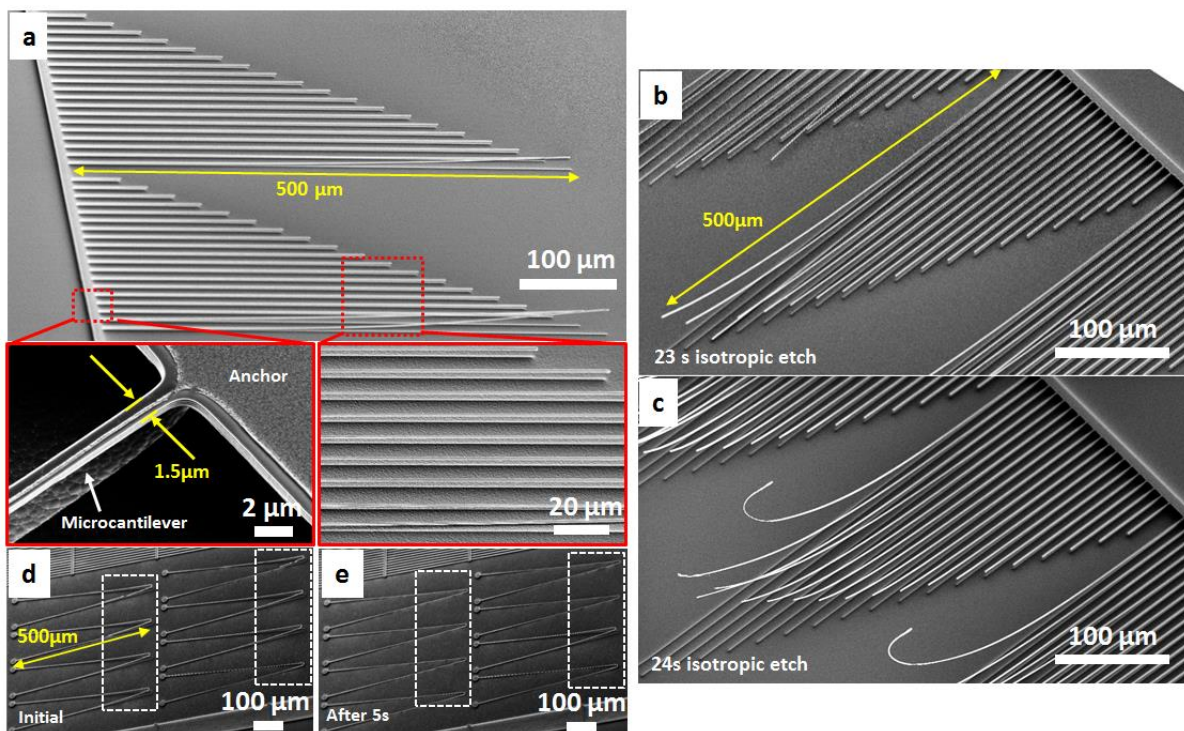 a
500 μm
100 μm
Anchor
1.5μm
Microcantilever
2 μm
20 μm
b
500μm
23 s isotropic etch
100 μm
c
24s isotropic etch
100 μm
d
500μm
Initial
100 μm
e
After 5s
100 μm